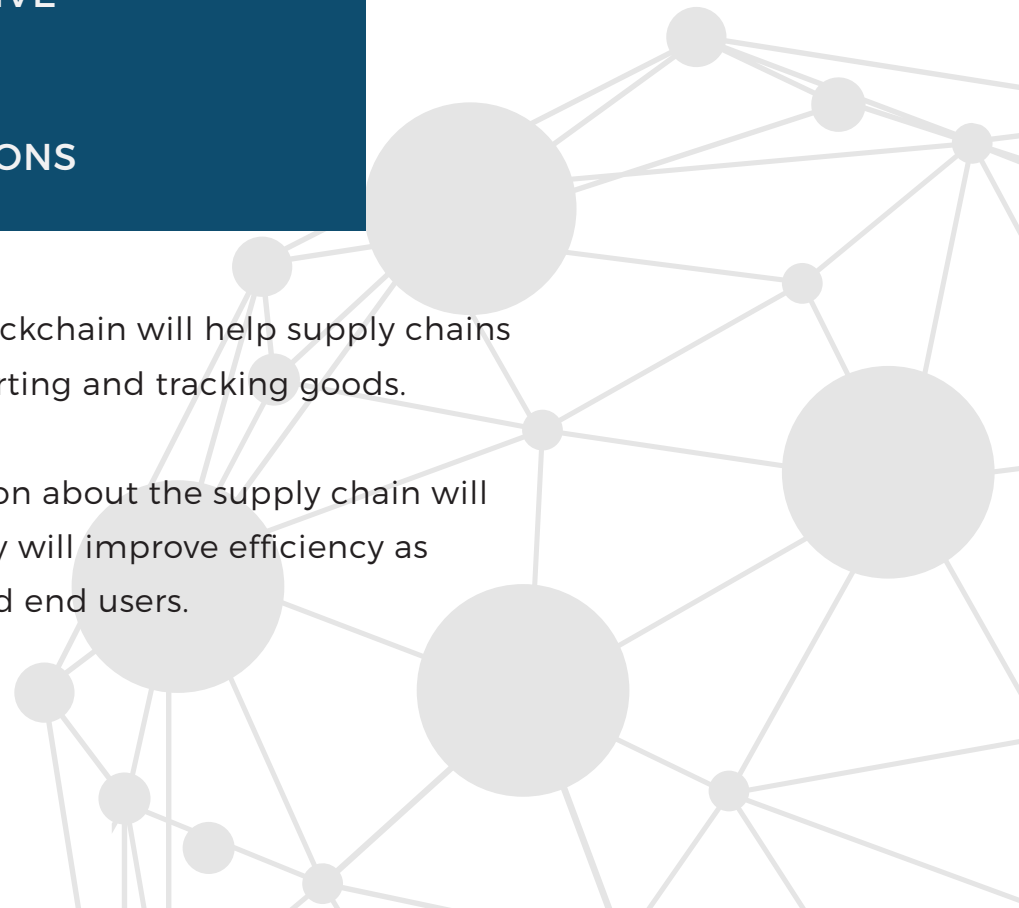 IVE
ONS
ckchain will help supply chains
rting and tracking goods.
on about the supply chain will
y will improve efficiency as
d end users.